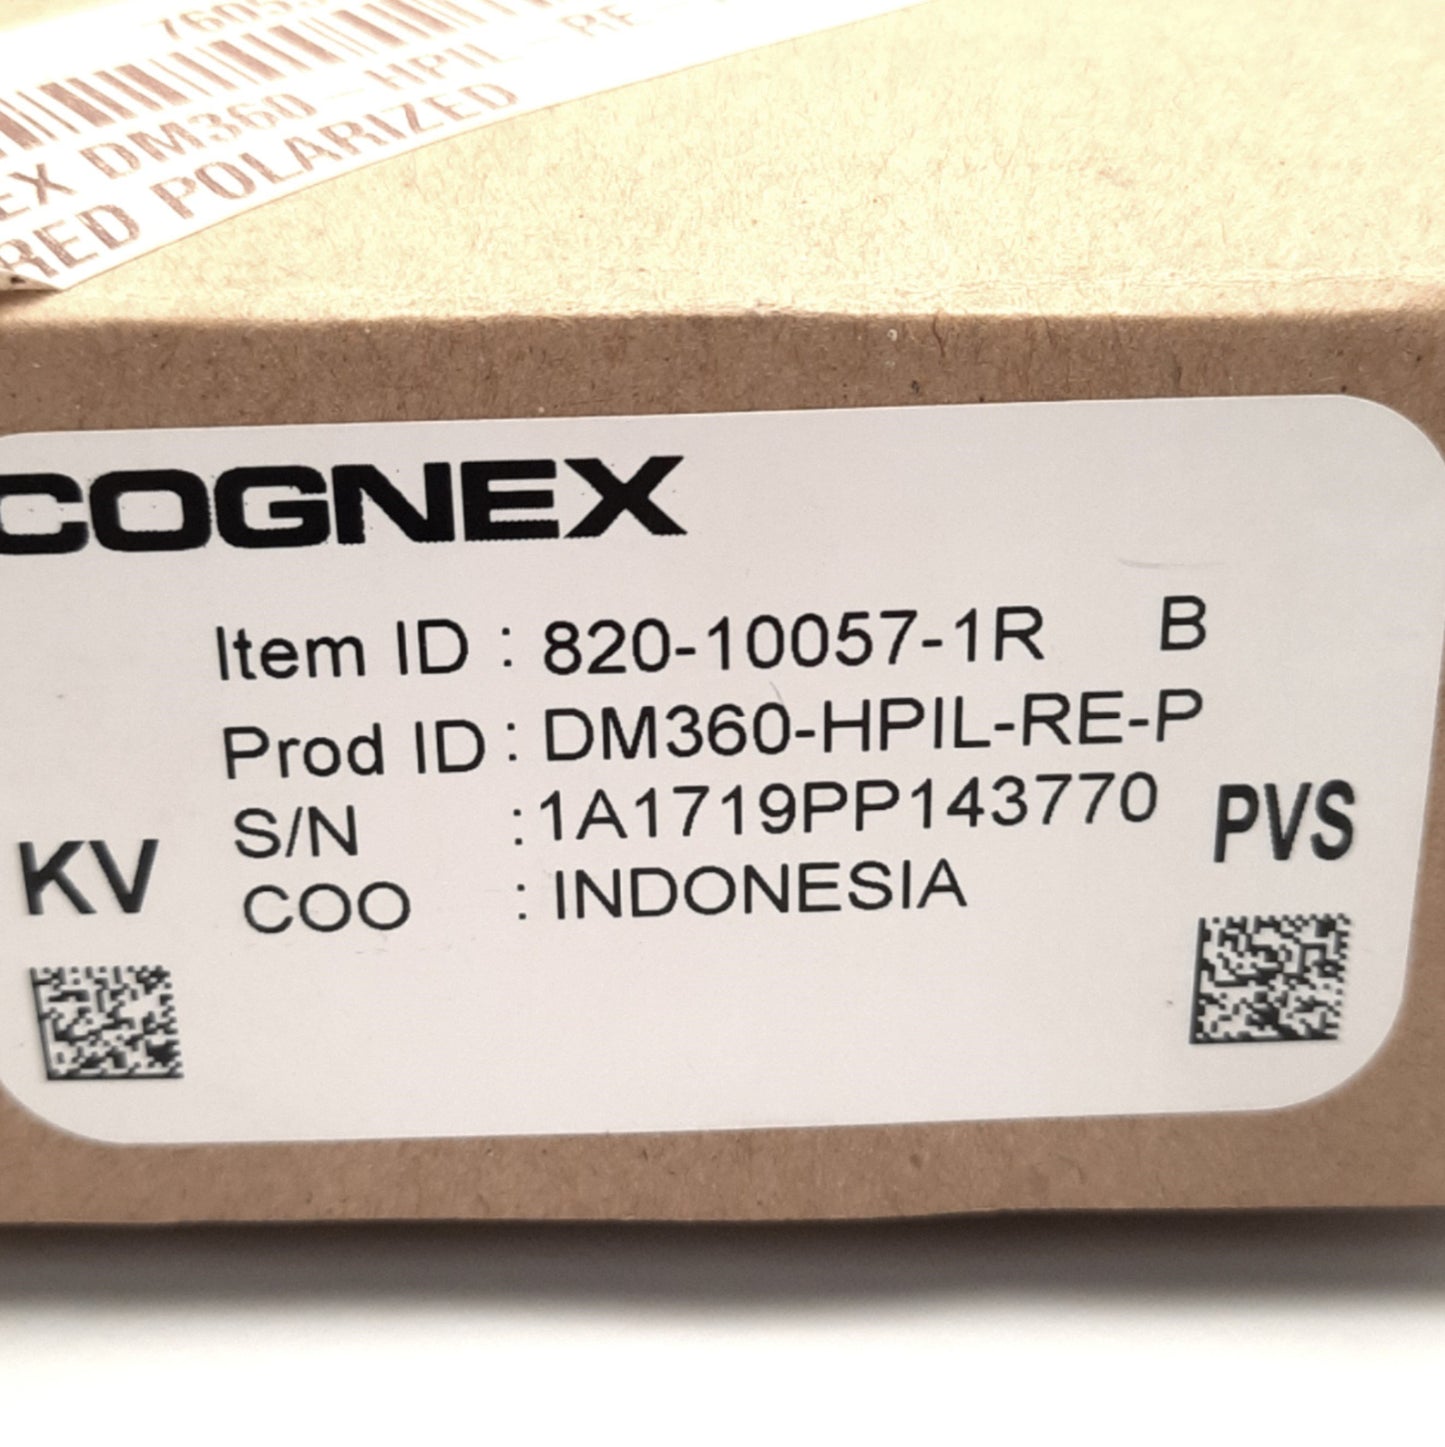 DM360-HPIL-RE-
RED POLARIZED
COGNEX
Item ID : 820-10057-1R B
Prod ID : DM360-HPIL-RE-P
S/N :1A1719PP143770
COO : INDONESIA
KV
PVS